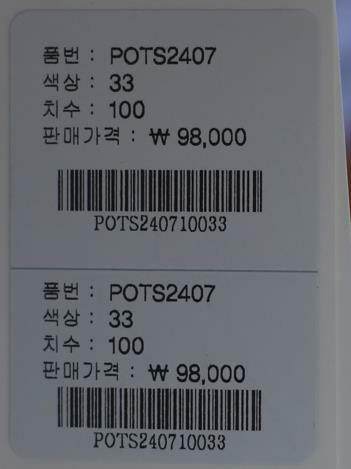 품번 : POTS2407
색상 : 33
치수 : 100
판매가격 : ₩ 98,000
POTS240710033
품번 : POTS2407
색상 : 33
치수 : 100
판매가격 : ₩ 98,000
POTS240710033